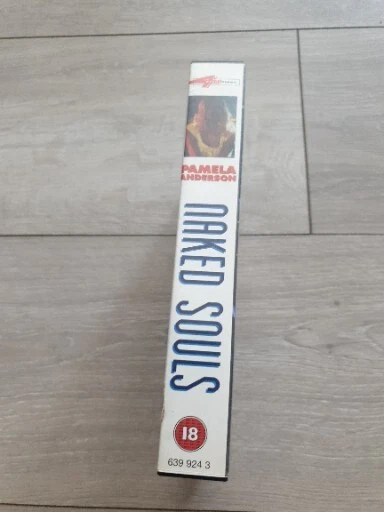 PAMELA
ANDERSON
NAKED SOULS
18
639 924 3